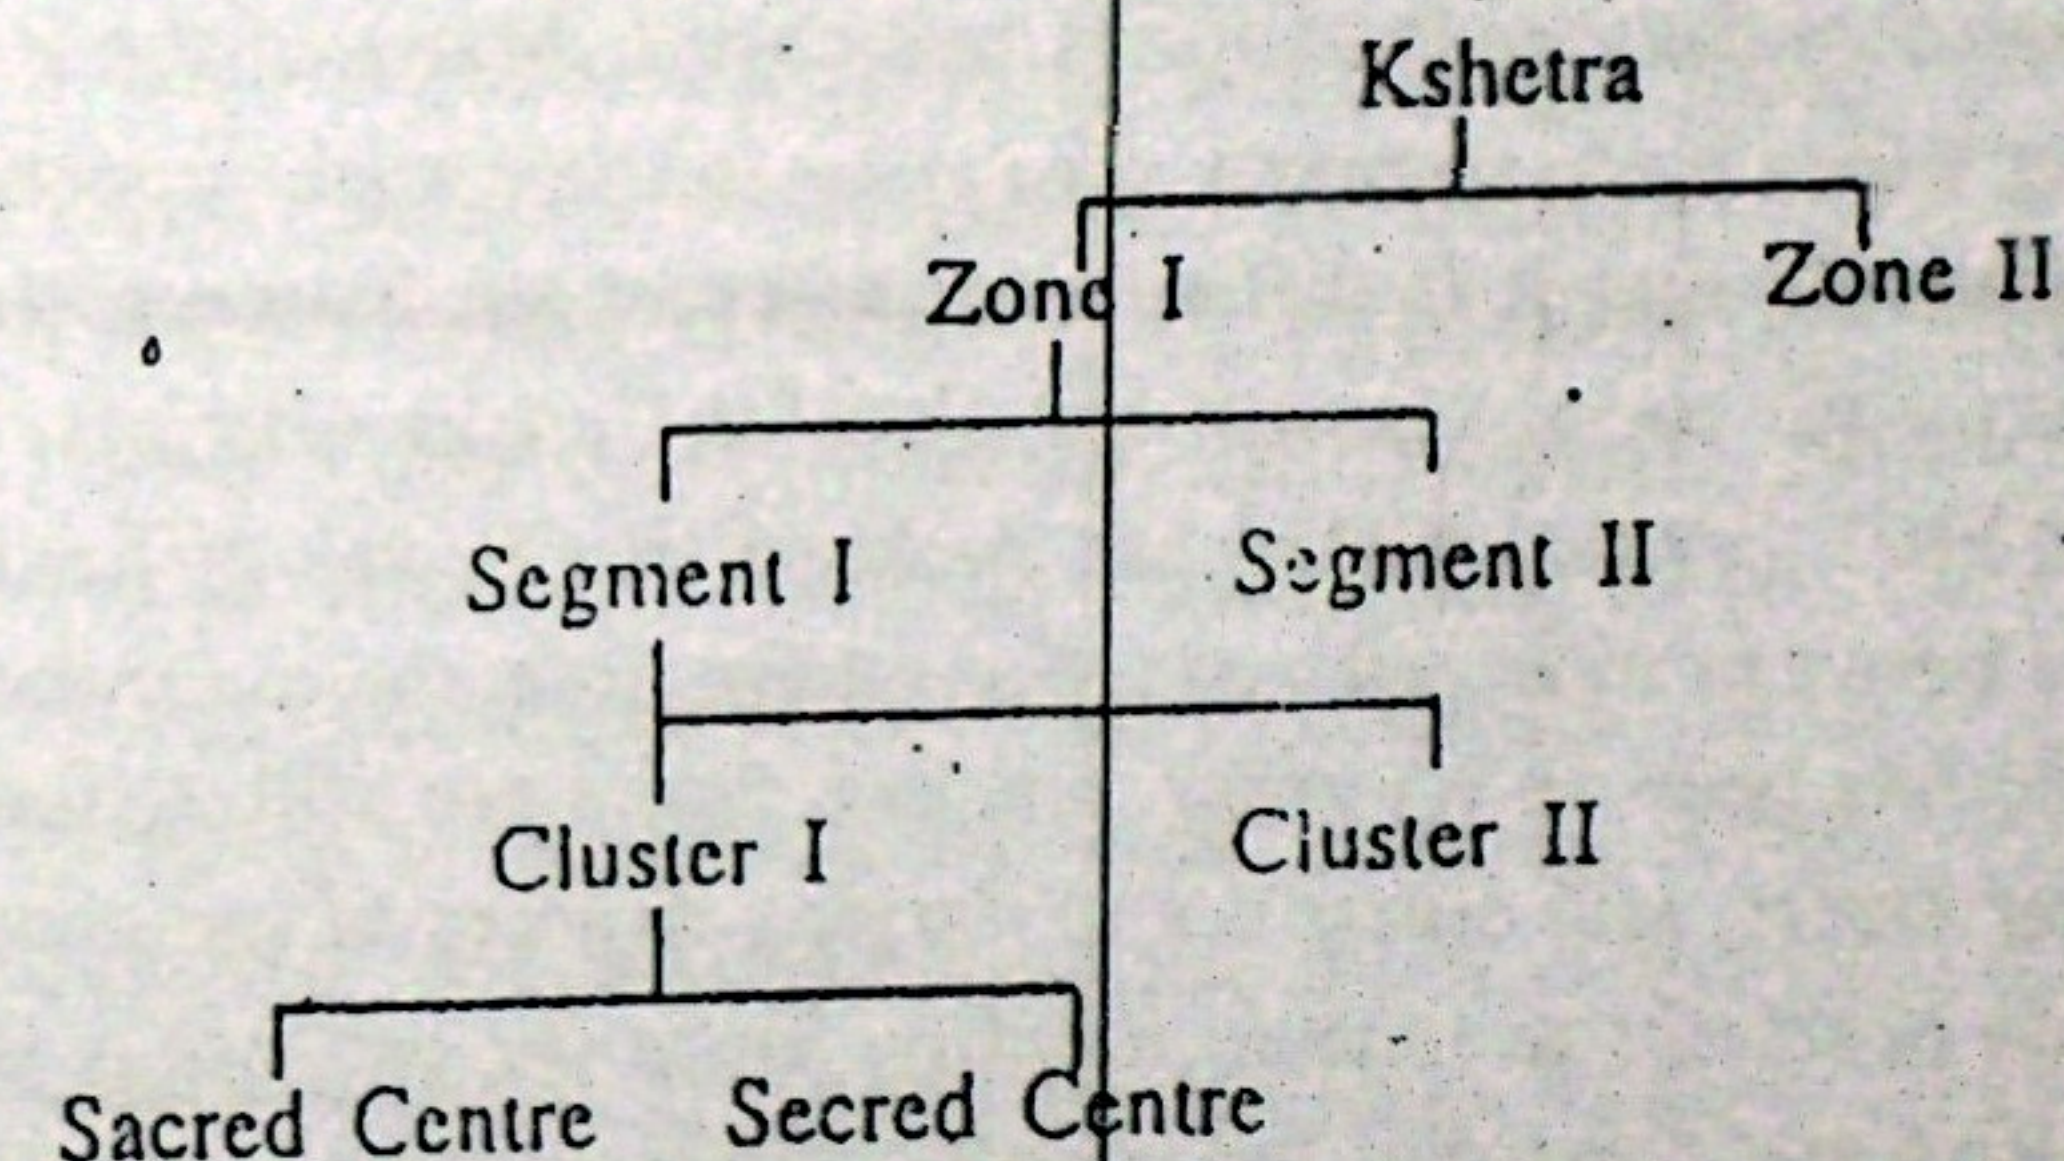 Kshetra
Zone I Zone II
Segment I Segment II
Cluster I Cluster II
Sacred Centre Secred Centre